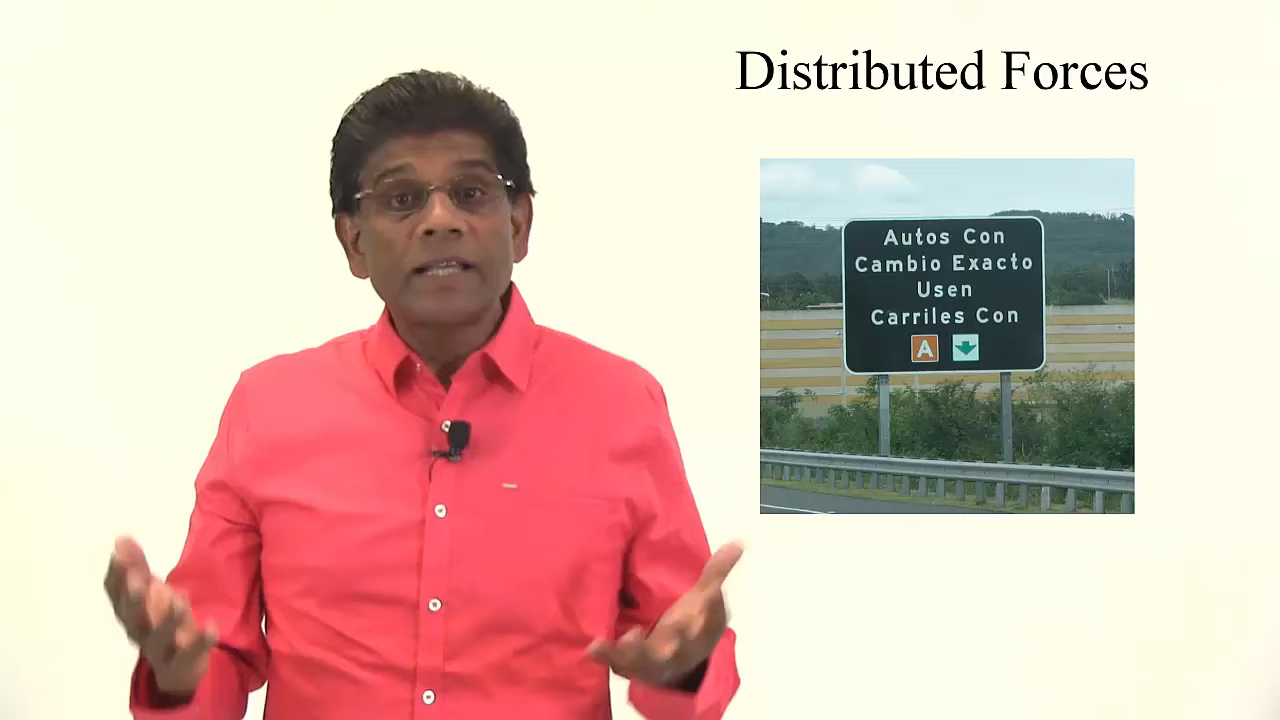 Distributed Forces
Autos Con
Cambio Exacto
Usen
Carriles Con
A